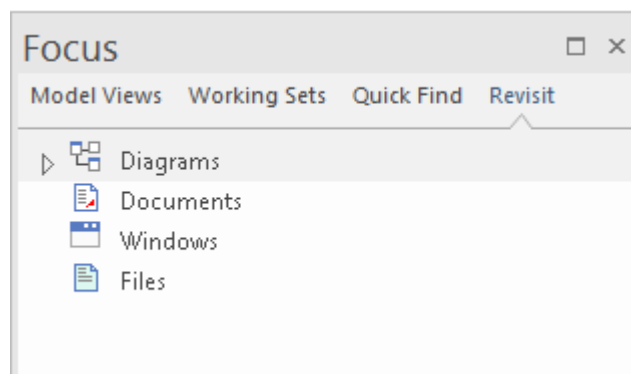 Focus
Model Views Working Sets Quick Find Revisit
Diagrams
Documents
Windows
Files